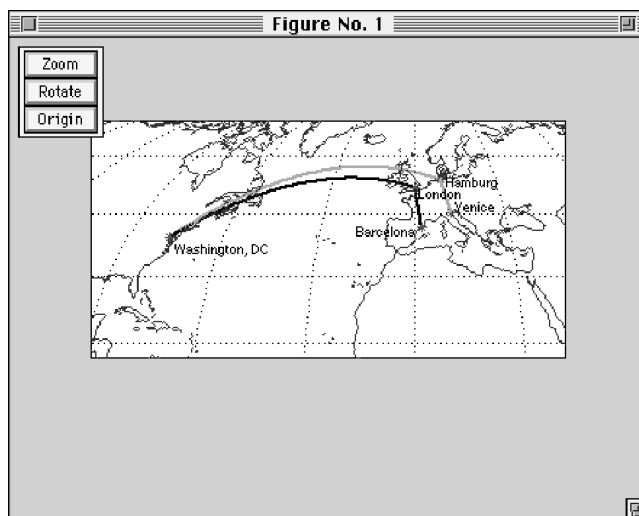 Figure No. 1
Zoom
Rotate
Origin
Hamburg
London
Venice
Barcelona
Washington, DC